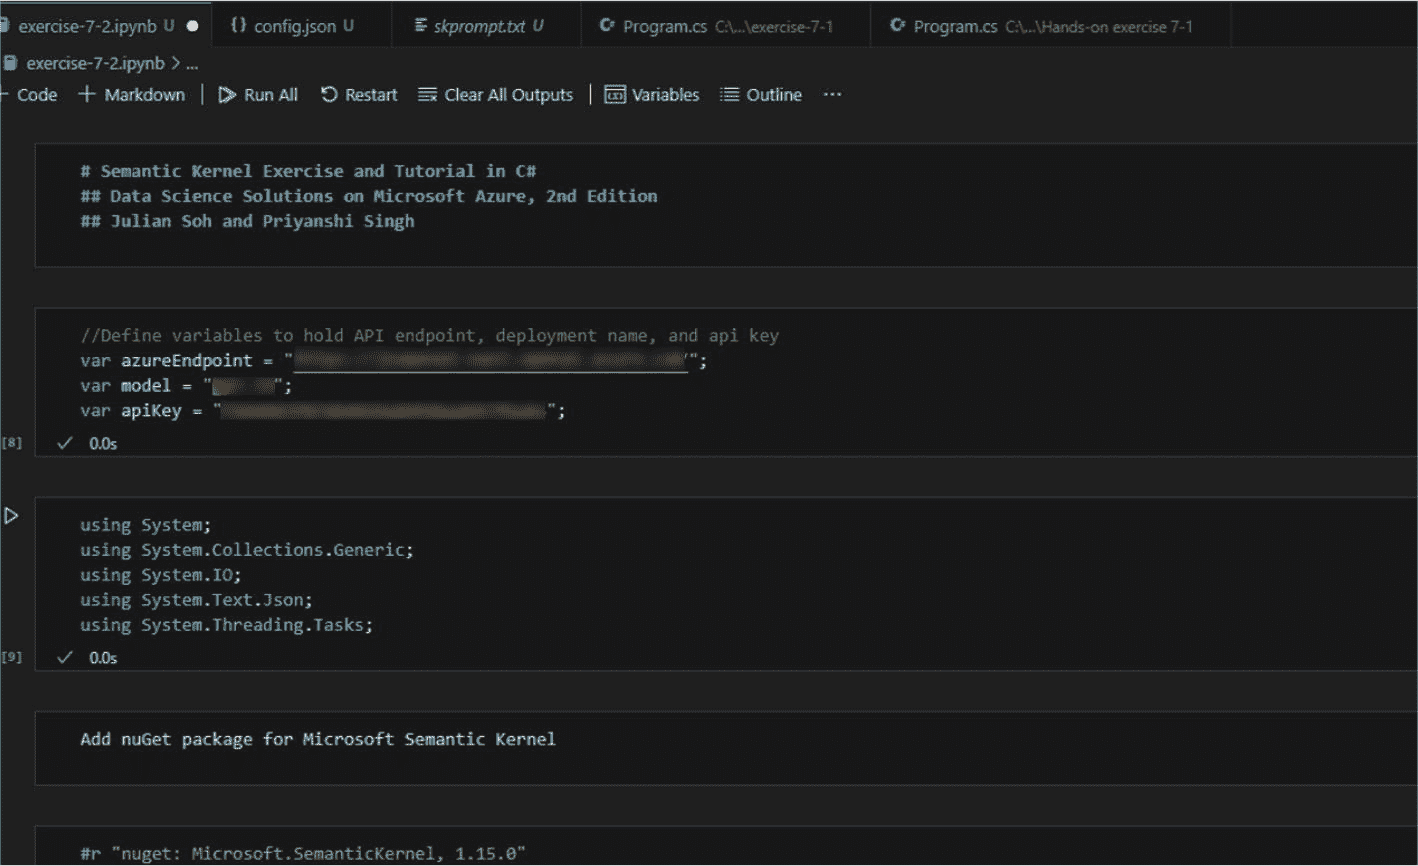 exercise-7-2.ipynb U ●
{} config.json U
skprompt.txt U
Program.cs C:\...\exercise-7-1
Program.cs C:\...\Hands-on exercise 7-1
exercise-7-2.ipynb > ...
+ Code + Markdown | Run All Restart Clear All Outputs | Variables Outline ...
# Semantic Kernel Exercise and Tutorial in C#
## Data Science Solutions on Microsoft Azure, 2nd Edition
## Julian Soh and Priyanshi Singh
//Define variables to hold API endpoint, deployment name, and api key
var azureEndpoint = "/";
var model = "";
var apiKey = "";
[8] ✓ 0.0s
using System;
using System.Collections.Generic;
using System.IO;
using System.Text.Json;
using System.Threading.Tasks;
[9] ✓ 0.0s
Add nuGet package for Microsoft Semantic Kernel
#r "nuget: Microsoft.SemanticKernel, 1.15.0"